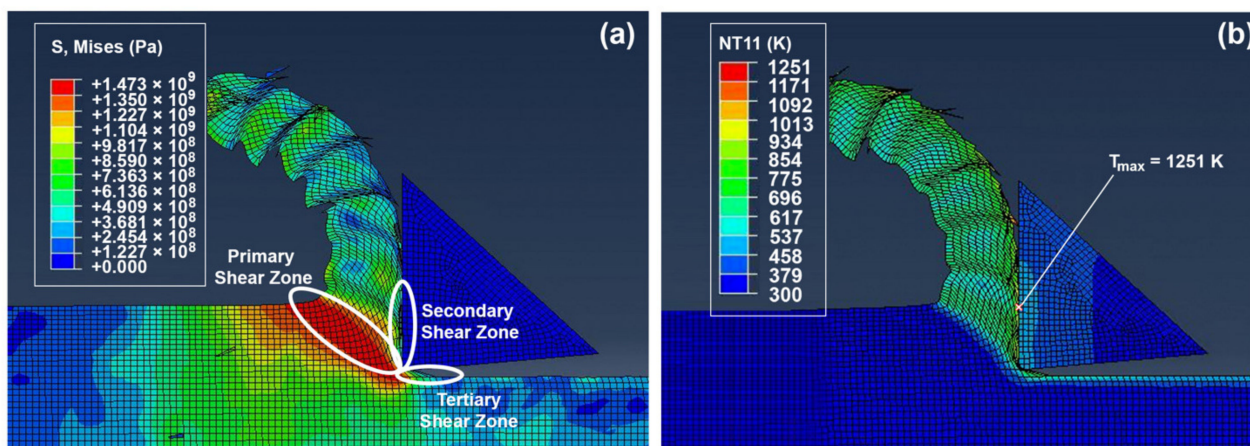 S, Mises (Pa)
+1.473 × 10⁹
+1.350 × 10⁹
+1.227 × 10⁹
+1.104 × 10⁹
+9.817 × 10⁸
+8.590 × 10⁸
+7.363 × 10⁸
+6.136 × 10⁸
+4.909 × 10⁸
+3.681 × 10⁸
+2.454 × 10⁸
+1.227 × 10⁸
+0.000
(a)
Primary
Shear Zone
Secondary
Shear Zone
Tertiary
Shear Zone
NT11 (K)
1251
1171
1092
1013
934
854
775
696
617
537
458
379
300
(b)
Tmax = 1251 K